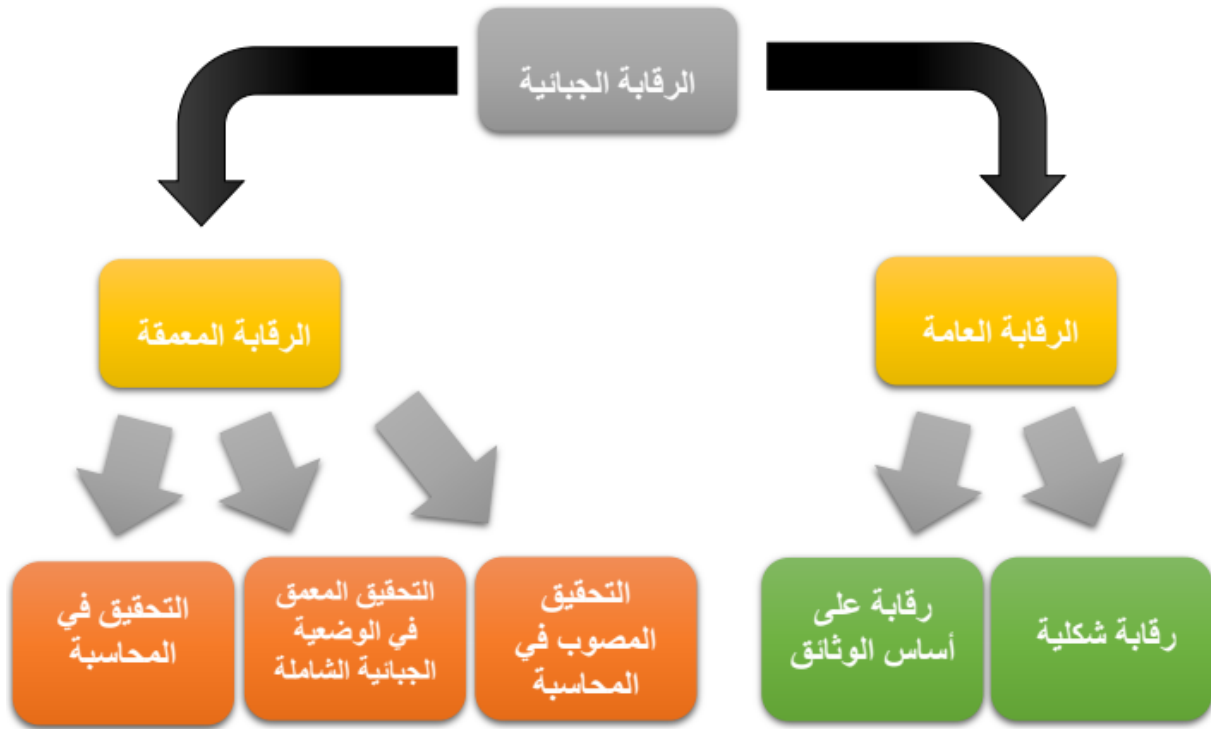 الرقابة الجبائية
الرقابة العامة
الرقابة المعمقة
رقابة شكلية
رقابة على
أساس الوثائق
التحقيق
المصوب في
المحاسبة
التحقيق المعمق
في الوضعية
الجبائية الشاملة
التحقيق في
المحاسبة